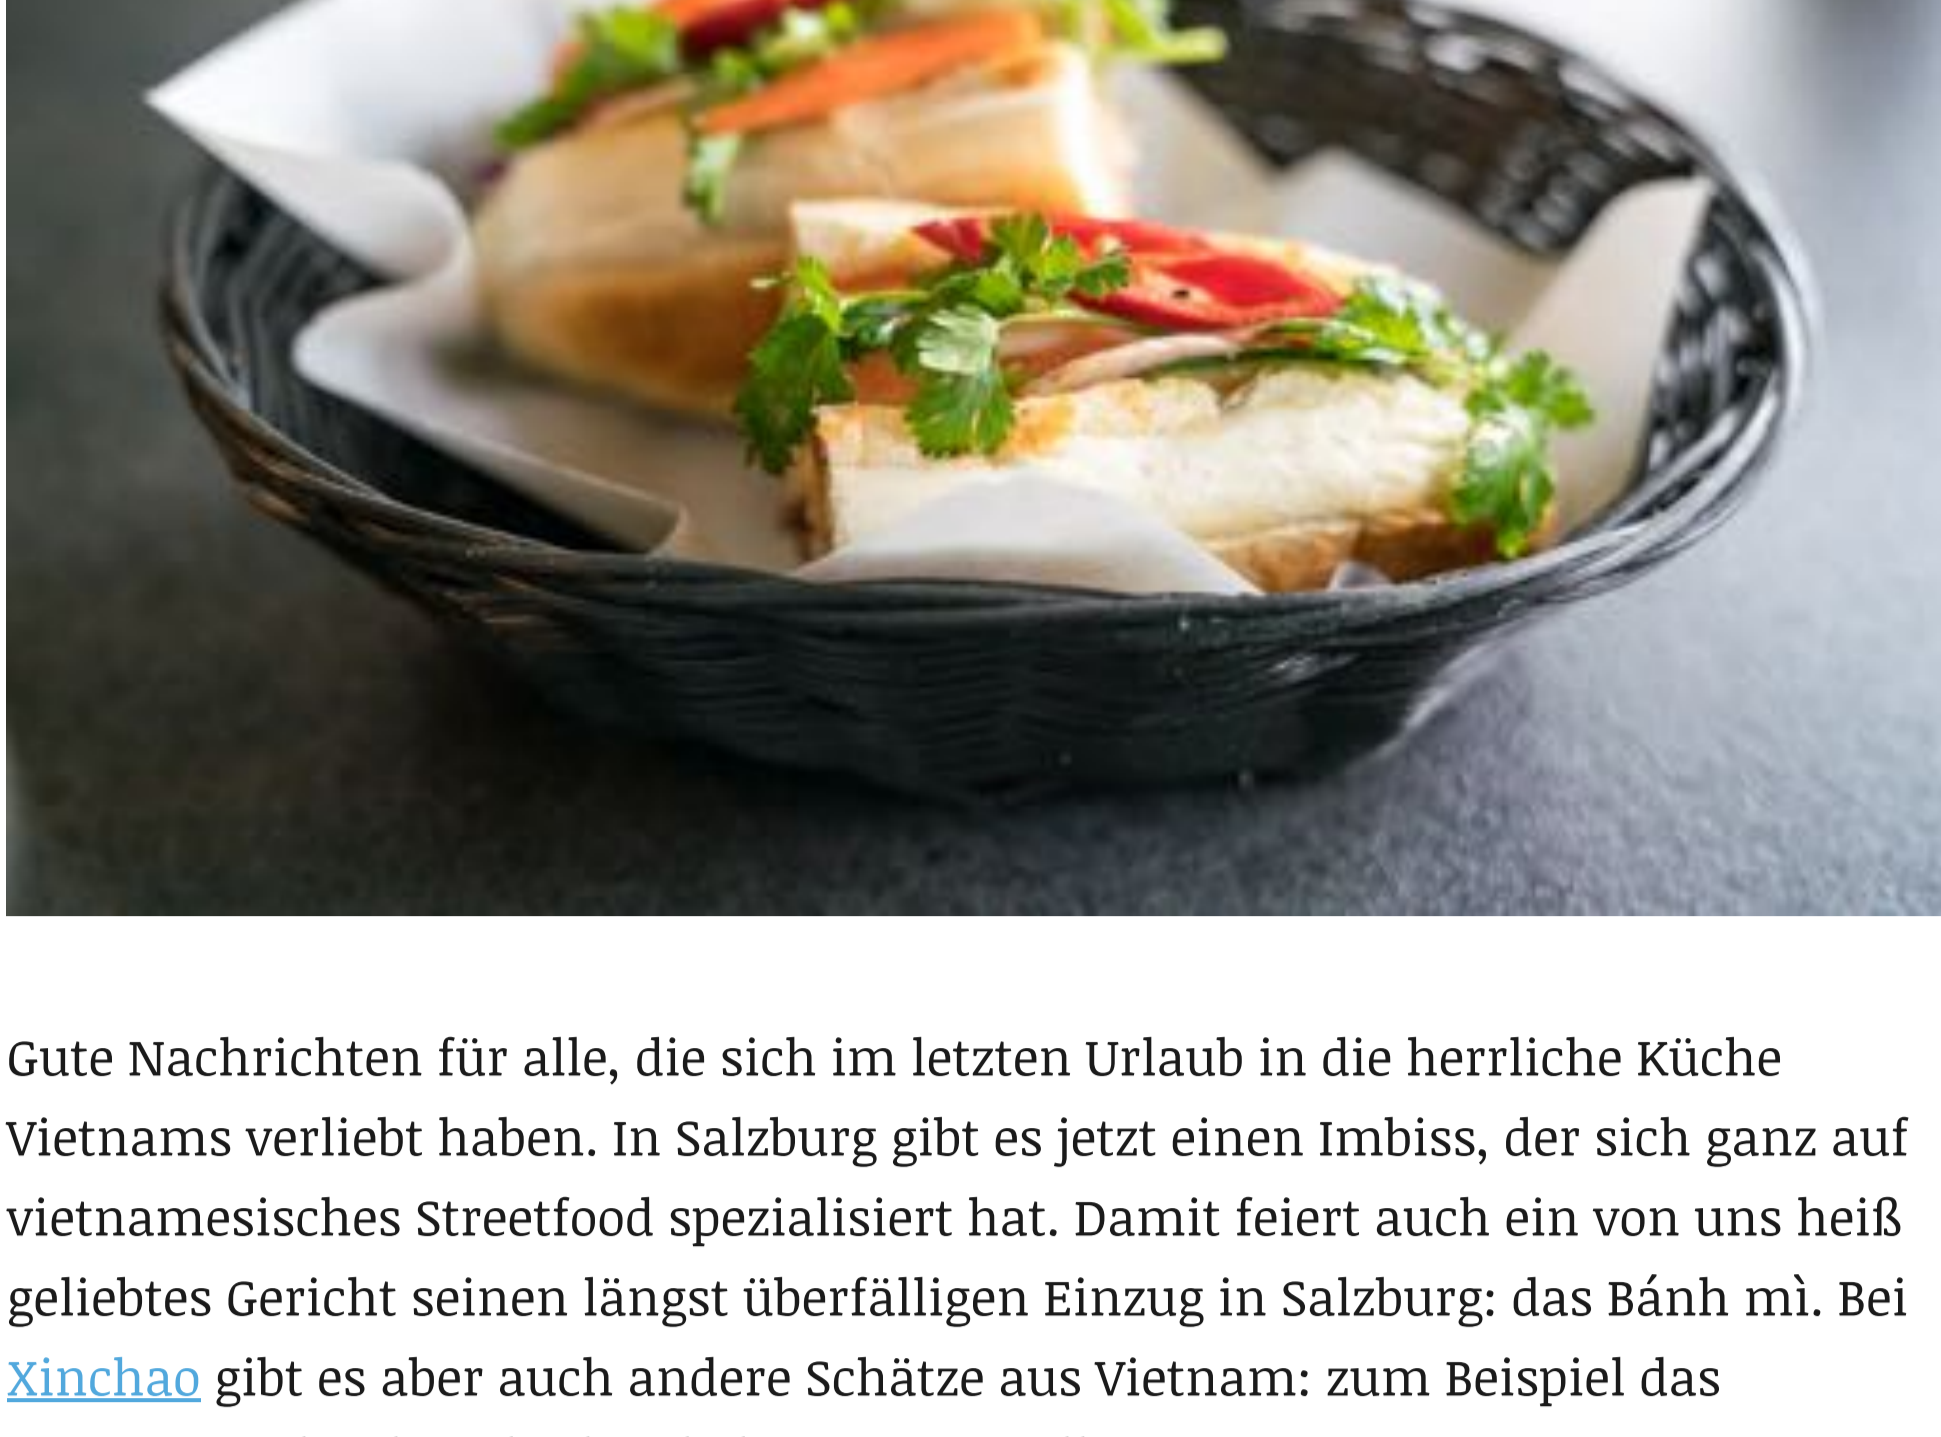 Gute Nachrichten für alle, die sich im letzten Urlaub in die herrliche Küche
Vietnams verliebt haben. In Salzburg gibt es jetzt einen Imbiss, der sich ganz auf
vietnamesisches Streetfood spezialisiert hat. Damit feiert auch ein von uns heiß
geliebtes Gericht seinen längst überfälligen Einzug in Salzburg: das Bánh mì. Bei
Xinchao gibt es aber auch andere Schätze aus Vietnam: zum Beispiel das